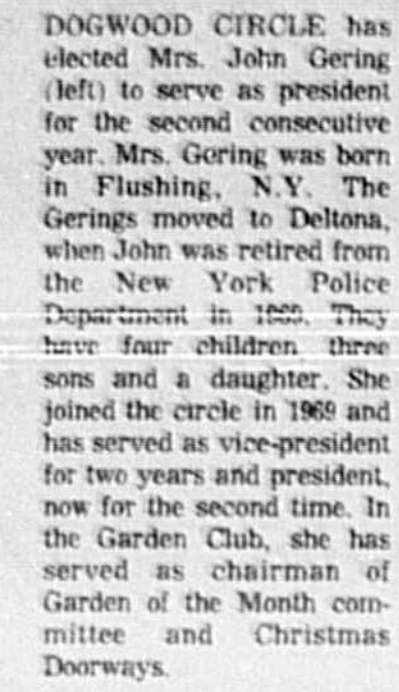 DOGWOOD CIRCLE has
elected Mrs. John Gering
(left) to serve as president
for the second consecutive
year. Mrs. Gering was born
in Flushing, N.Y. The
Gerings moved to Deltona,
when John was retired from
the New York Police
Department in They
have four children, three
sons and a daughter. She
joined the circle in 1969 and
has served as vice-president
for two years and president,
now for the second time. In
the Garden Club, she has
served as chairman of
Garden of the Month com-
mittee and Christmas
Doorways.